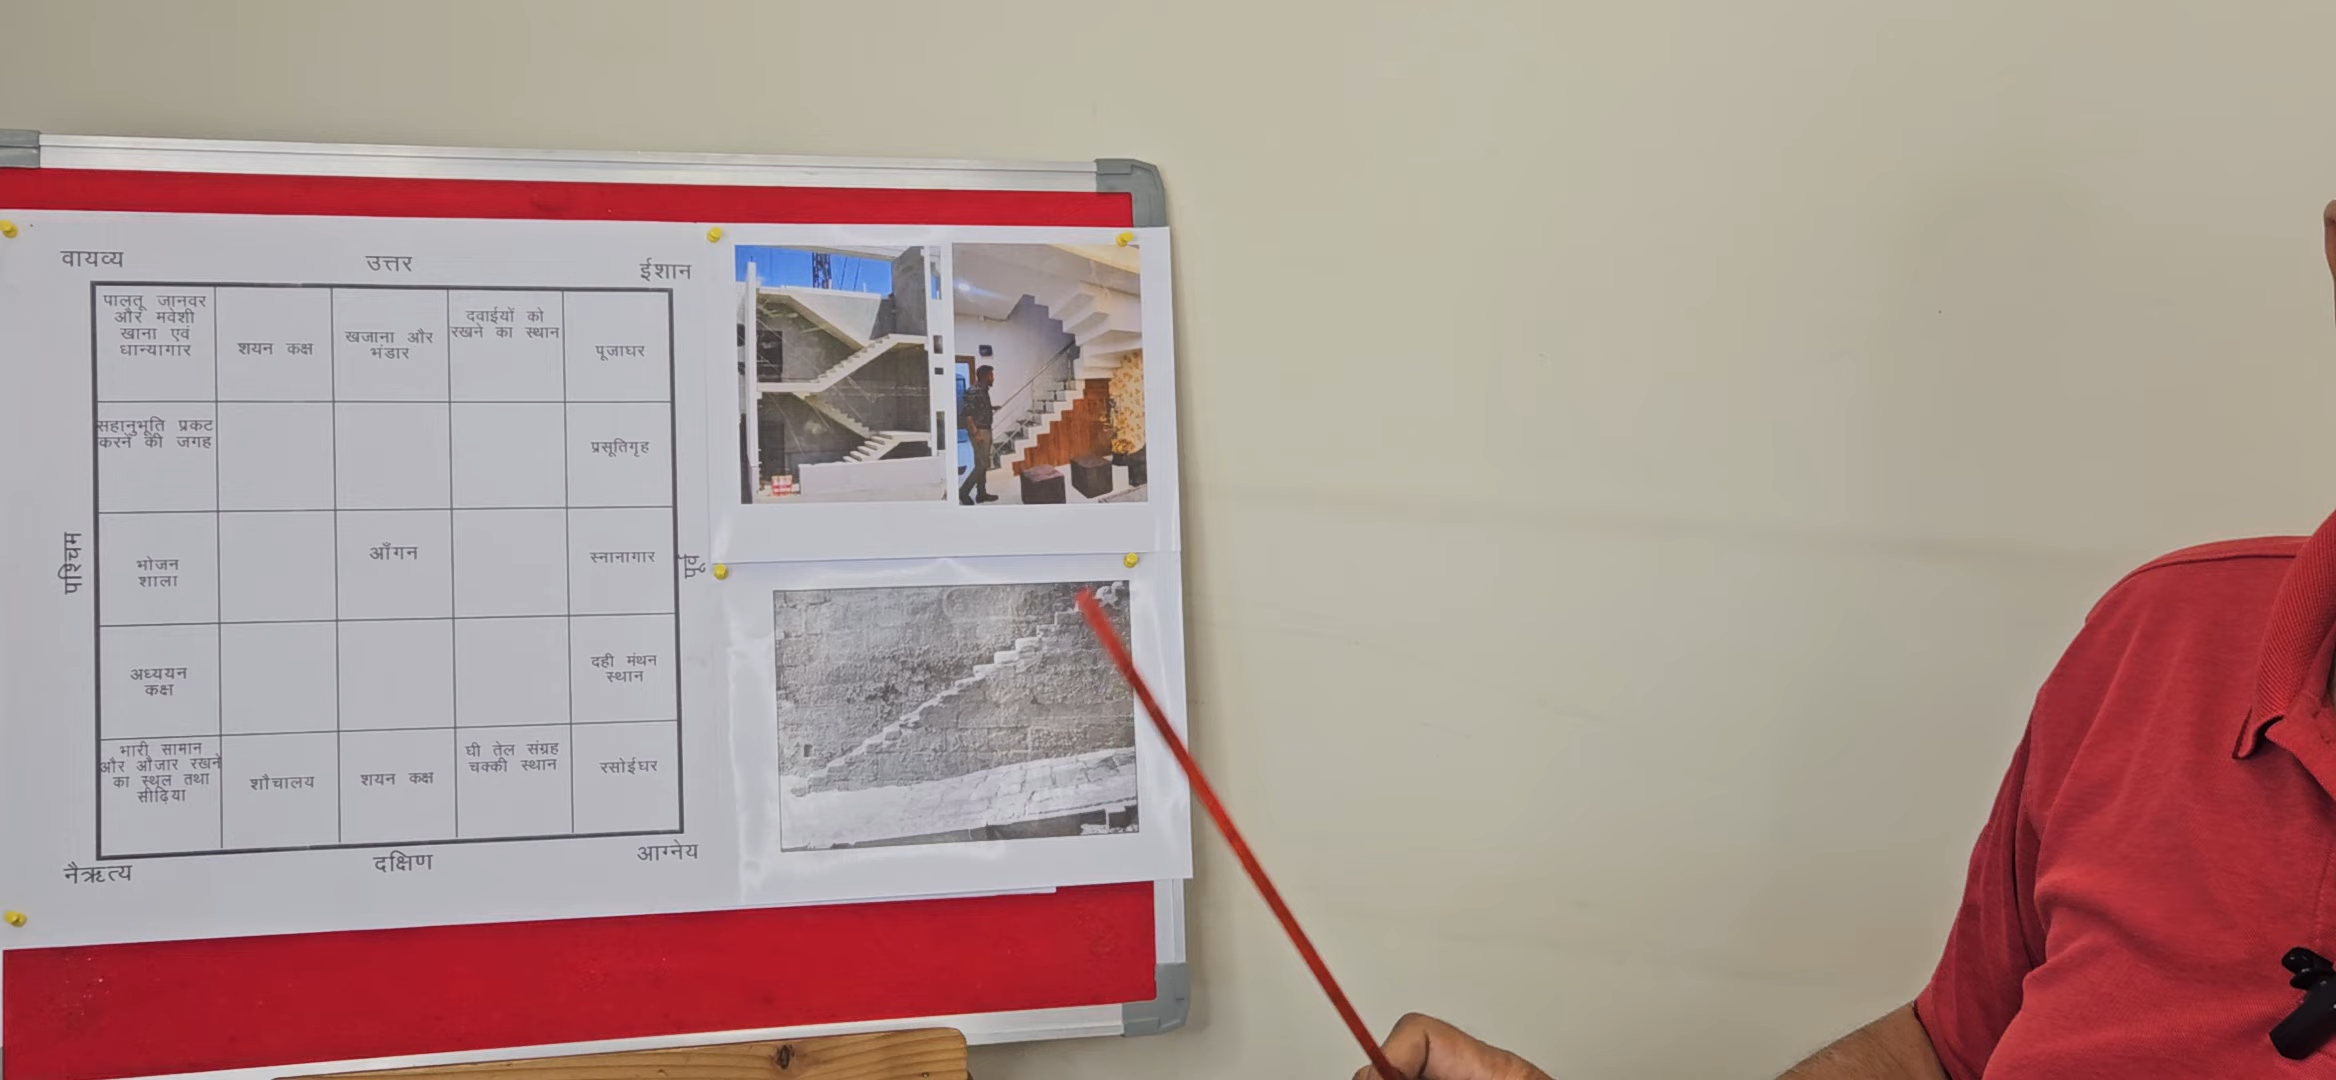 वायव्य
उत्तर
ईशान
पालतू जानवर
और मवेशी
खाना एवं
धान्यागार
शयन कक्ष
खजाना और
भंडार
दवाईयों को
रखने का स्थान
पूजाघर
सहानुभूति प्रकट
करने की जगह
प्रसूतिगृह
पश्चिम
भोजन
शाला
आँगन
स्नानागार
पूर्व
अध्ययन
कक्ष
दही मंथन
स्थान
भारी सामान
और औजार रखने
का स्थल तथा
सीढ़िया
शौचालय
शयन कक्ष
घी तेल संग्रह
चक्की स्थान
रसोईघर
नैऋत्य
दक्षिण
आग्नेय